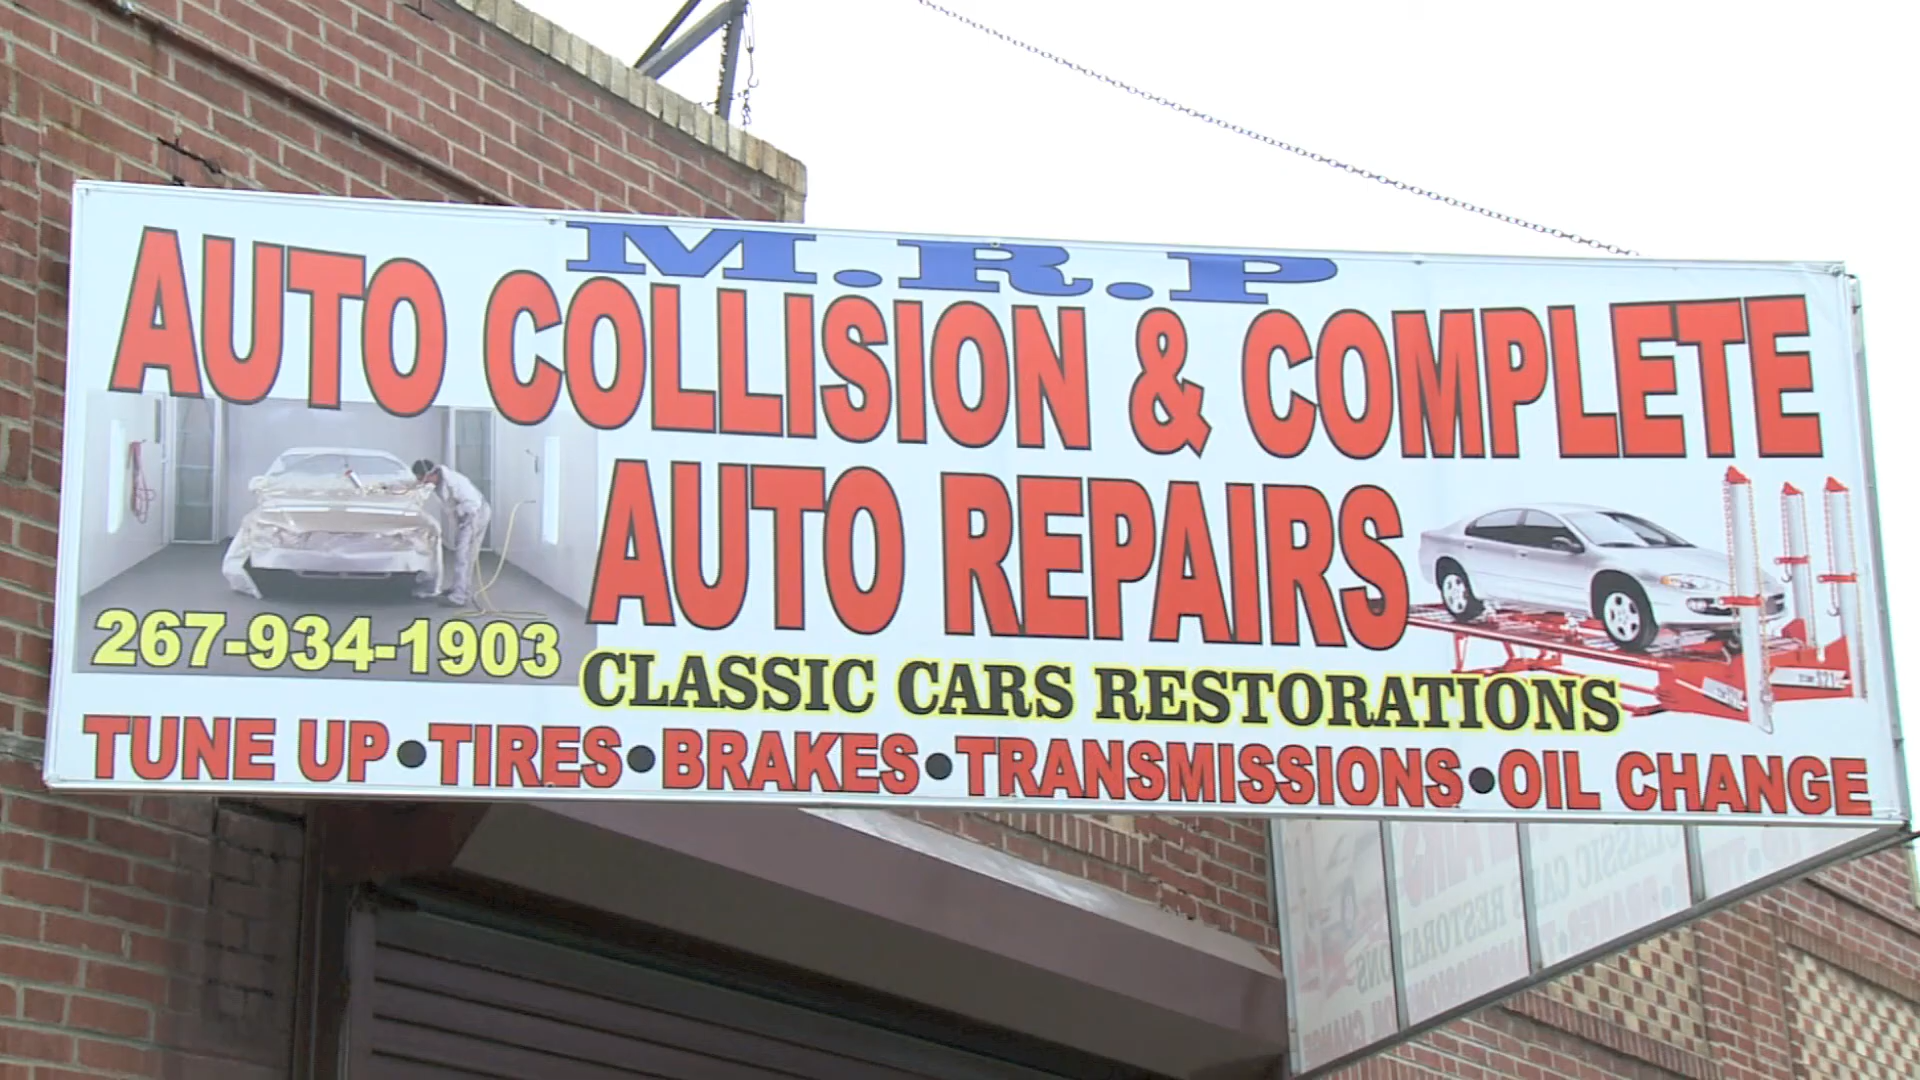 M.R.P
AUTO COLLISION & COMPLETE
AUTO REPAIRS
267-934-1903
CLASSIC CARS RESTORATIONS
TUNE UP•TIRES•BRAKES•TRANSMISSIONS•OIL CHANGE